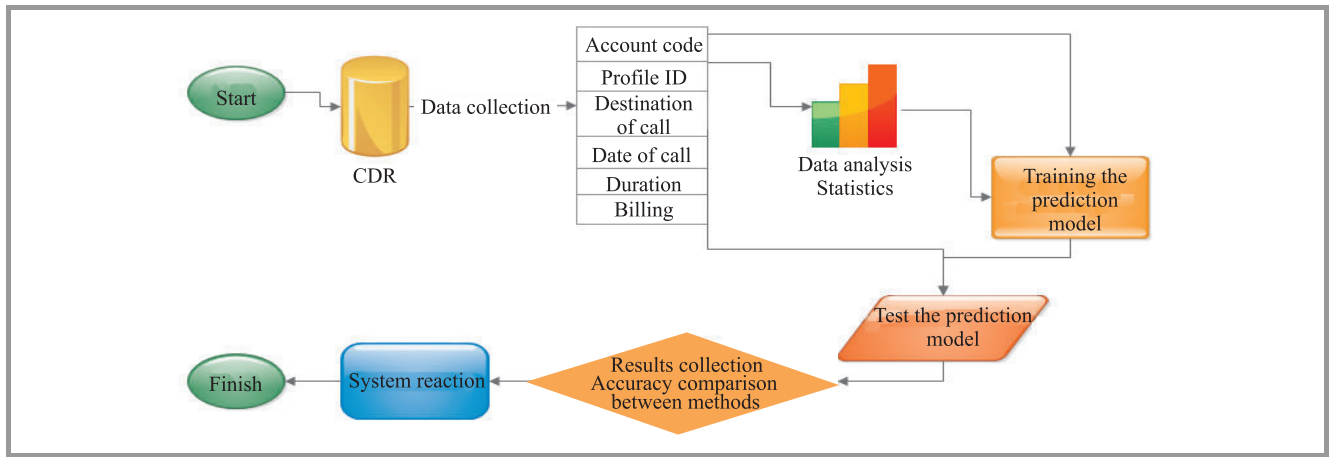 Start
CDR
Data collection
Account code
Profile ID
Destination
of call
Date of call
Duration
Billing
Data analysis
Statistics
Training the
prediction
model
Test the prediction
model
Results collection
Accuracy comparison
between methods
System reaction
Finish